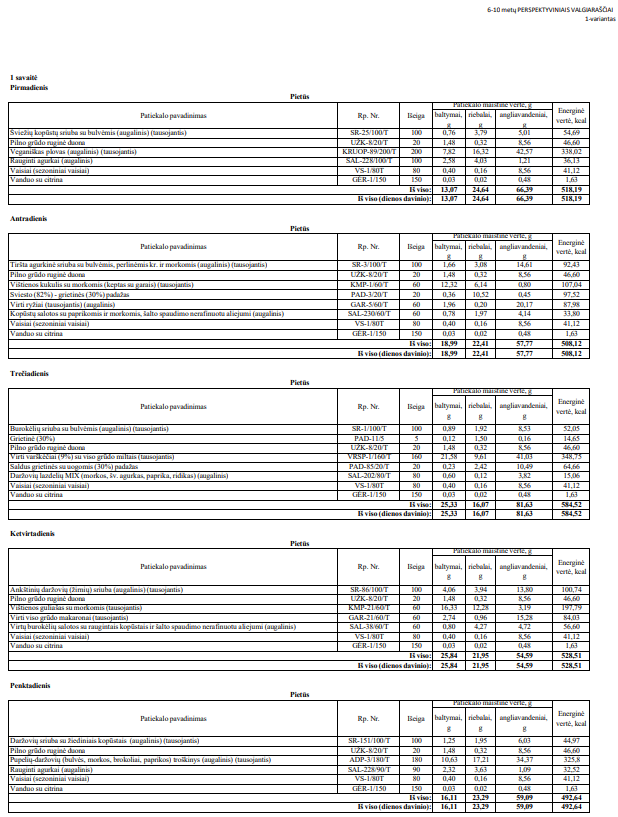 6-10 metų PERSPEKTYVINIAIS VALGIARAŠČIAI
1-variantas
1 savaitė
Pirmadienis
Pietūs
Patiekalo pavadinimas Rp. Nr. Išeiga Patiekalo maistinė vertė, g Energinė vertė, kcal
baltymai, g riebalai, g angliavandeniai, g
Šviežių kopūstų sriuba su bulvėmis (augalinis) (tausojantis) SR-25/100/T 100 0,76 3,79 5,01 54,69
Pilno grūdo ruginė duona UŽK-8/20/T 20 1,48 0,32 8,56 46,60
Veganiškas plovas (augalinis) (tausojantis) KRUOP-89/200/T 200 7,82 16,32 42,57 338,02
Rauginti agurkai (augalinis) SAL-228/100/T 100 2,58 4,03 1,21 36,13
Vaisiai (sezoniniai vaisiai) VS-1/80T 80 0,40 0,16 8,56 41,12
Vanduo su citrina GĖR-1/150 150 0,03 0,02 0,48 1,63
Iš viso: 13,07 24,64 66,39 518,19
Iš viso (dienos davinio): 13,07 24,64 66,39 518,19
Antradienis
Pietūs
Patiekalo pavadinimas Rp. Nr. Išeiga Patiekalo maistinė vertė, g Energinė vertė, kcal
baltymai, g riebalai, g angliavandeniai, g
Tiršta agurkinė sriuba su bulvėmis, perlinėmis kr. ir morkomis (augalinis) (tausojantis) SR-3/100/T 100 1,66 3,08 14,61 92,43
Pilno grūdo ruginė duona UŽK-8/20/T 20 1,48 0,32 8,56 46,60
Vištienos kukulis su morkomis (keptas su garais) (tausojantis) KMP-1/60/T 60 12,32 6,14 0,80 107,04
Sviesto (82%) - grietinės (30%) padažas PAD-3/20/T 20 0,36 10,52 0,45 97,52
Virti ryžiai (tausojantis) (augalinis) GAR-5/60/T 60 1,96 0,20 17,17 87,98
Kopūstų salotos su paprikomis ir morkomis, šalto spaudimo nerafinuotu aliejumi (augalinis) SAL-230/60/T 60 0,78 1,97 4,14 33,80
Vaisiai (sezoniniai vaisiai) VS-1/80T 80 0,40 0,16 8,56 41,12
Vanduo su citrina GĖR-1/150 150 0,03 0,02 0,48 1,63
Iš viso: 18,99 22,41 57,77 508,12
Iš viso (dienos davinio): 18,99 22,41 57,77 508,12
Trečiadienis
Pietūs
Patiekalo pavadinimas Rp. Nr. Išeiga Patiekalo maistinė vertė, g Energinė vertė, kcal
baltymai, g riebalai, g angliavandeniai, g
Burokėlių sriuba su bulvėmis (augalinis) (tausojantis) SR-1/100/T 100 0,89 1,92 8,53 52,05
Grietinė (30%) PAD-11/5 5 0,12 1,50 0,16 14,65
Pilno grūdo ruginė duona UŽK-8/20/T 20 1,48 0,32 8,56 46,60
Virti varškėčiai (9%) su viso grūdo miltais (tausojantis) VRŠP-1/160/T 160 21,58 9,61 41,03 348,75
Saldus grietinės su uogomis (30%) padažas PAD-85/20/T 20 0,23 2,42 10,49 64,66
Daržovių lazdelių MIX (morkos, šv. agurkas, paprika, ridikas) (augalinis) SAL-202/80/T 80 0,60 0,12 3,82 15,06
Vaisiai (sezoniniai vaisiai) VS-1/80T 80 0,40 0,16 8,56 41,12
Vanduo su citrina GĖR-1/150 150 0,03 0,02 0,48 1,63
Iš viso: 25,33 16,07 81,63 584,52
Iš viso (dienos davinio): 25,33 16,07 81,63 584,52
Ketvirtadienis
Pietūs
Patiekalo pavadinimas Rp. Nr. Išeiga Patiekalo maistinė vertė, g Energinė vertė, kcal
baltymai, g riebalai, g angliavandeniai, g
Ankštinių daržovių (žirnių) sriuba (augalinis) (tausojantis) SR-86/100/T 100 4,06 3,94 13,80 100,74
Pilno grūdo ruginė duona UŽK-8/20/T 20 1,48 0,32 8,56 46,60
Vištienos guliašas su morkomis (tausojantis) KMP-21/60/T 60 16,33 12,28 3,19 197,79
Virti viso grūdo makaronai (tausojantis) GAR-21/60/T 60 2,74 0,96 15,28 84,03
Virtų burokėlių salotos su raugintais kopūstais ir šalto spaudimo nerafinuotu aliejumi (augalinis) SAL-38/60/T 60 0,80 4,27 4,72 56,60
Vaisiai (sezoniniai vaisiai) VS-1/80T 80 0,40 0,16 8,56 41,12
Vanduo su citrina GĖR-1/150 150 0,03 0,02 0,48 1,63
Iš viso: 25,84 21,95 54,59 528,51
Iš viso (dienos davinio): 25,84 21,95 54,59 528,51
Penktadienis
Pietūs
Patiekalo pavadinimas Rp. Nr. Išeiga Patiekalo maistinė vertė, g Energinė vertė, kcal
baltymai, g riebalai, g angliavandeniai, g
Daržovių sriuba su žiediniais kopūstais (augalinis) (tausojantis) SR-151/100/T 100 1,25 1,95 6,03 44,97
Pilno grūdo ruginė duona UŽK-8/20/T 20 1,48 0,32 8,56 46,60
Pupelių-daržovių (bulvės, morkos, brokoliai, paprikos) troškinys (augalinis) (tausojantis) ADP-3/180/T 180 10,63 17,21 34,37 325,8
Rauginti agurkai (augalinis) SAL-228/90/T 90 2,32 3,63 1,09 32,52
Vaisiai (sezoniniai vaisiai) VS-1/80T 80 0,40 0,16 8,56 41,12
Vanduo su citrina GĖR-1/150 150 0,03 0,02 0,48 1,63
Iš viso: 16,11 23,29 59,09 492,64
Iš viso (dienos davinio): 16,11 23,29 59,09 492,64